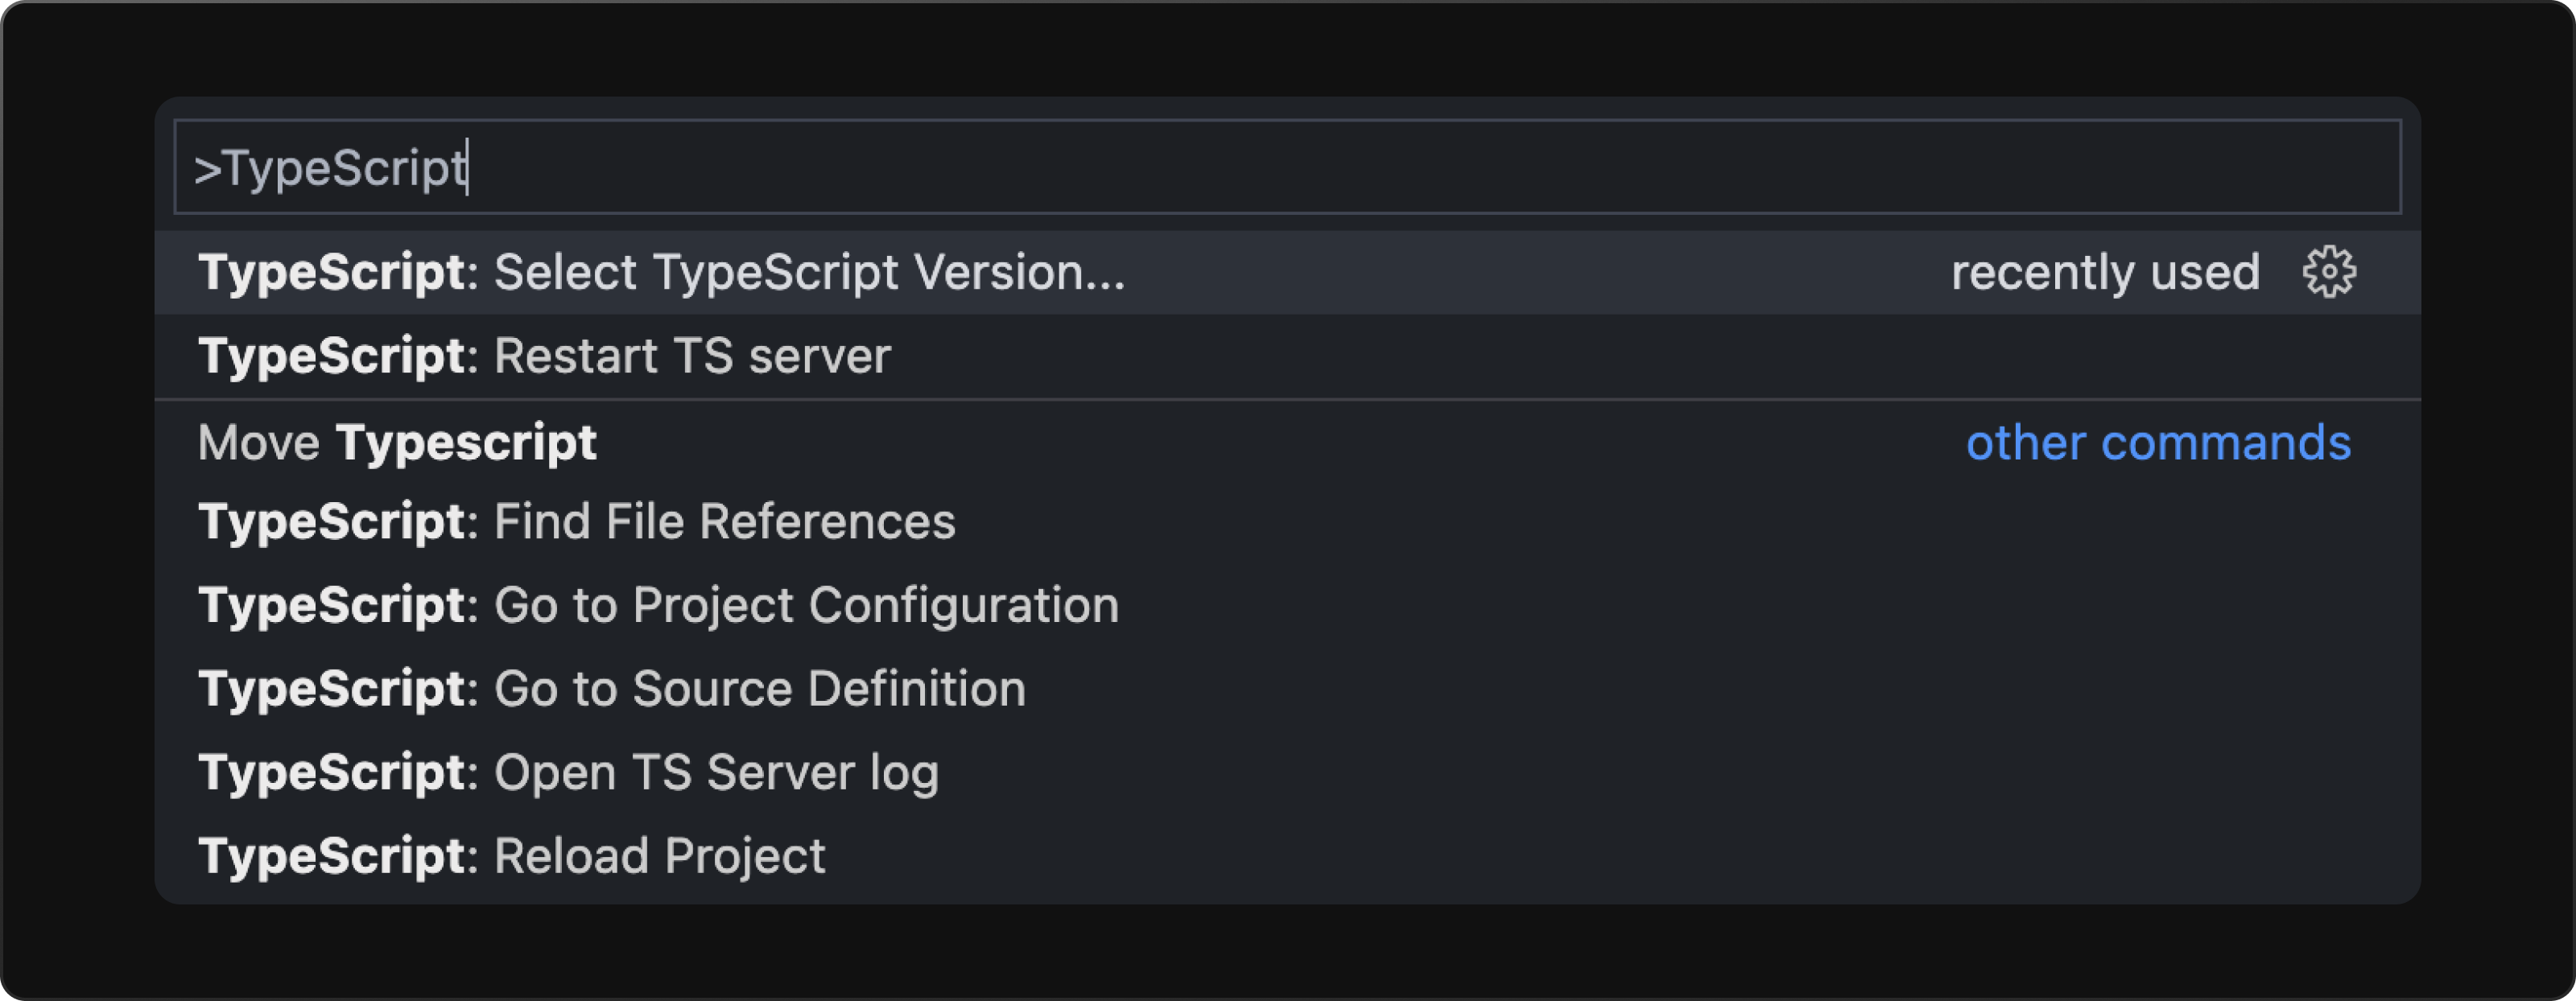 >TypeScript
TypeScript: Select TypeScript Version... recently used
TypeScript: Restart TS server
Move Typescript other commands
TypeScript: Find File References
TypeScript: Go to Project Configuration
TypeScript: Go to Source Definition
TypeScript: Open TS Server log
TypeScript: Reload Project